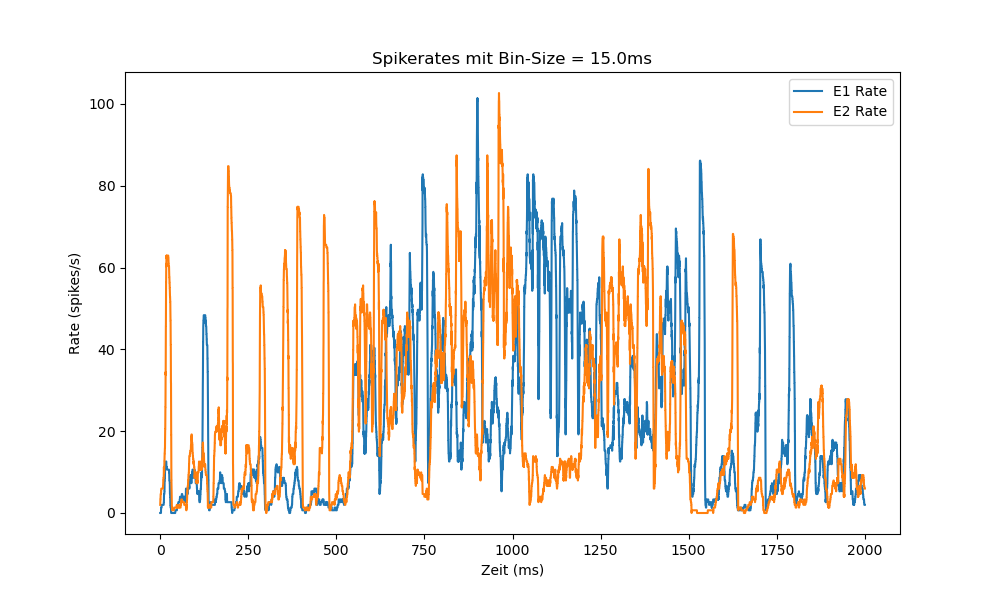 Spikerates mit Bin-Size = 15.0ms
E1 Rate
E2 Rate
Rate (spikes/s)
100
80
60
40
20
0
0 250 500 750 1000 1250 1500 1750 2000
Zeit (ms)